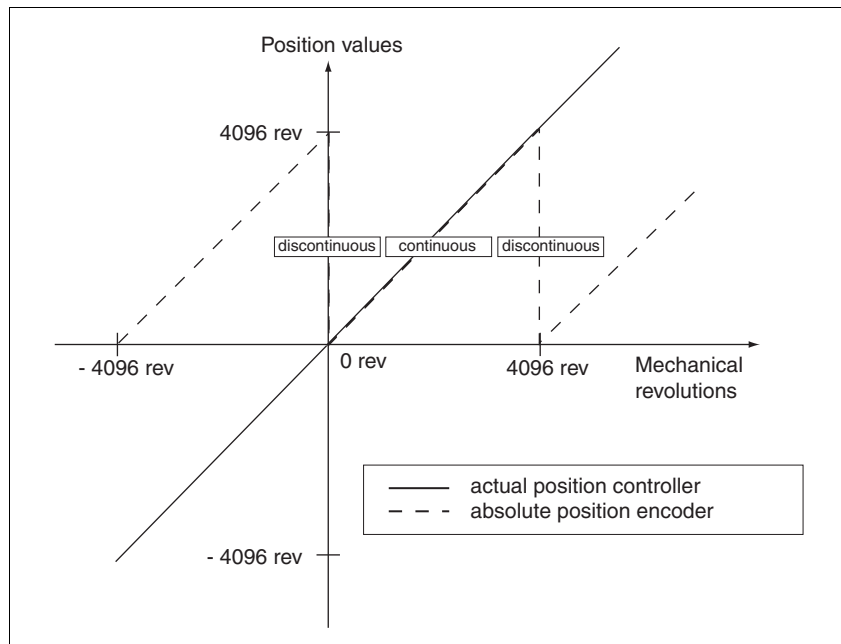 Position values
4096 rev
discontinuous
continuous
discontinuous
- 4096 rev
0 rev
4096 rev
Mechanical
revolutions
actual position controller
absolute position encoder
- 4096 rev